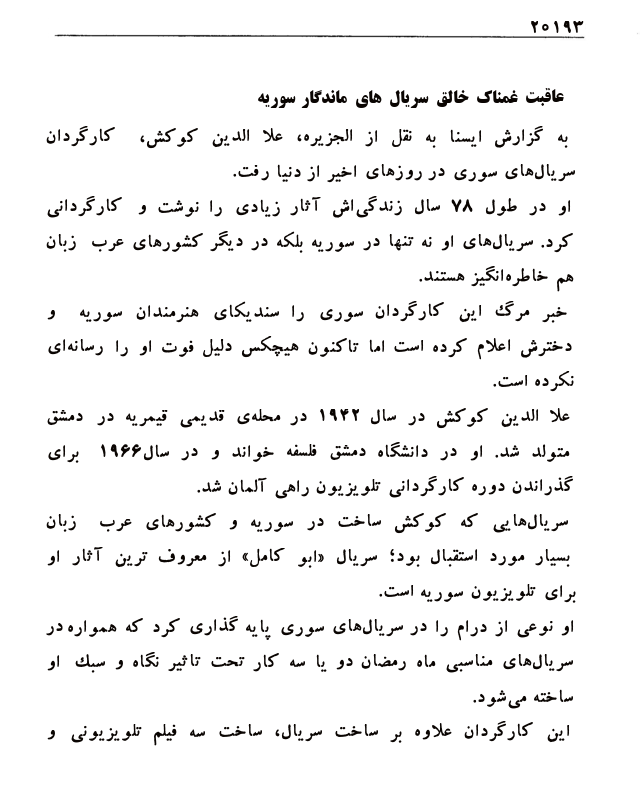 ۲۰۱۹۳
عاقبت غمناک خالق سریال های ماندگار سوریه
به گزارش ایسنا به نقل از الجزیره، علا الدین کوکش، کارگردان
سریال‌های سوری در روزهای اخیر از دنیا رفت.
او در طول ۷۸ سال زندگی‌اش آثار زیادی را نوشت و کارگردانی
کرد. سریال‌های او نه تنها در سوریه بلکه در دیگر کشورهای عرب زبان
هم خاطره‌انگیز هستند.
خبر مرگ این کارگردان سوری را سندیکای هنرمندان سوریه و
دخترش اعلام کرده است اما تاکنون هیچکس دلیل فوت او را رسانه‌ای
نکرده است.
علا الدین کوکش در سال ۱۹۴۲ در محله‌ی قدیمی قیمریه در دمشق
متولد شد. او در دانشگاه دمشق فلسفه خواند و در سال۱۹۶۶ برای
گذراندن دوره کارگردانی تلویزیون راهی آلمان شد.
سریال‌هایی که کوکش ساخت در سوریه و کشورهای عرب زبان
بسیار مورد استقبال بود؛ سریال «ابو کامل» از معروف ترین آثار او
برای تلویزیون سوریه است.
او نوعی از درام را در سریال‌های سوری پایه گذاری کرد که همواره در
سریال‌های مناسبی ماه رمضان دو یا سه کار تحت تاثیر نگاه و سبک او
ساخته می‌شود.
این کارگردان علاوه بر ساخت سریال، ساخت سه فیلم تلویزیونی و